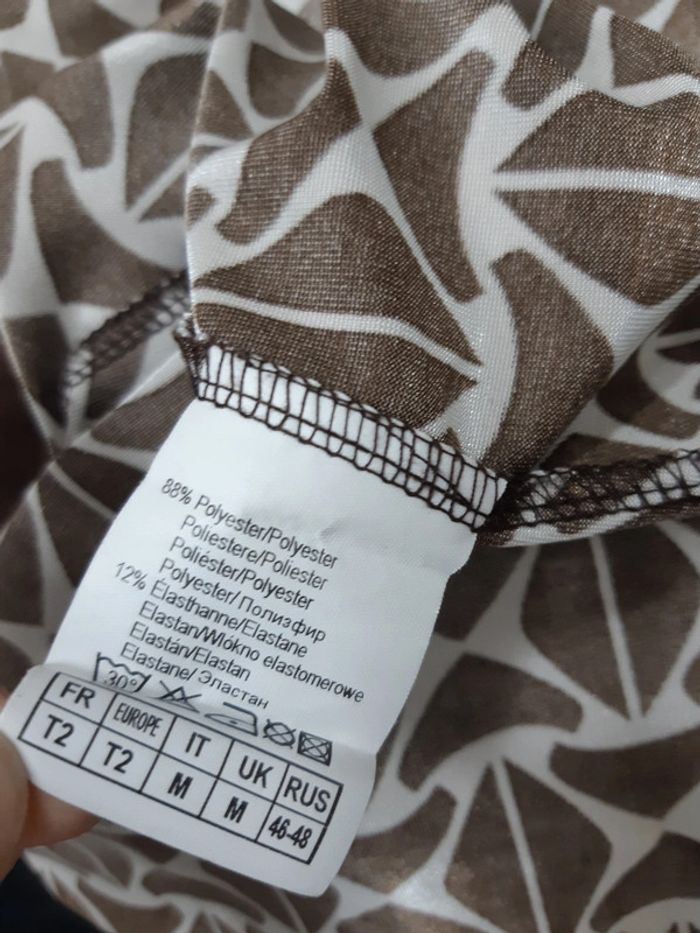 88% Polyester/Polyester
Poliestere/Poliester
Poliéster/Polyester
Polyester/ Полиэфир
12% Élasthanne/Elastane
Elastan/Włókno elastomerowe
Elastán/Elastan
Elastane/ Эластан
30°
FR EUROPE IT UK RUS
T2 T2 M M 46-48